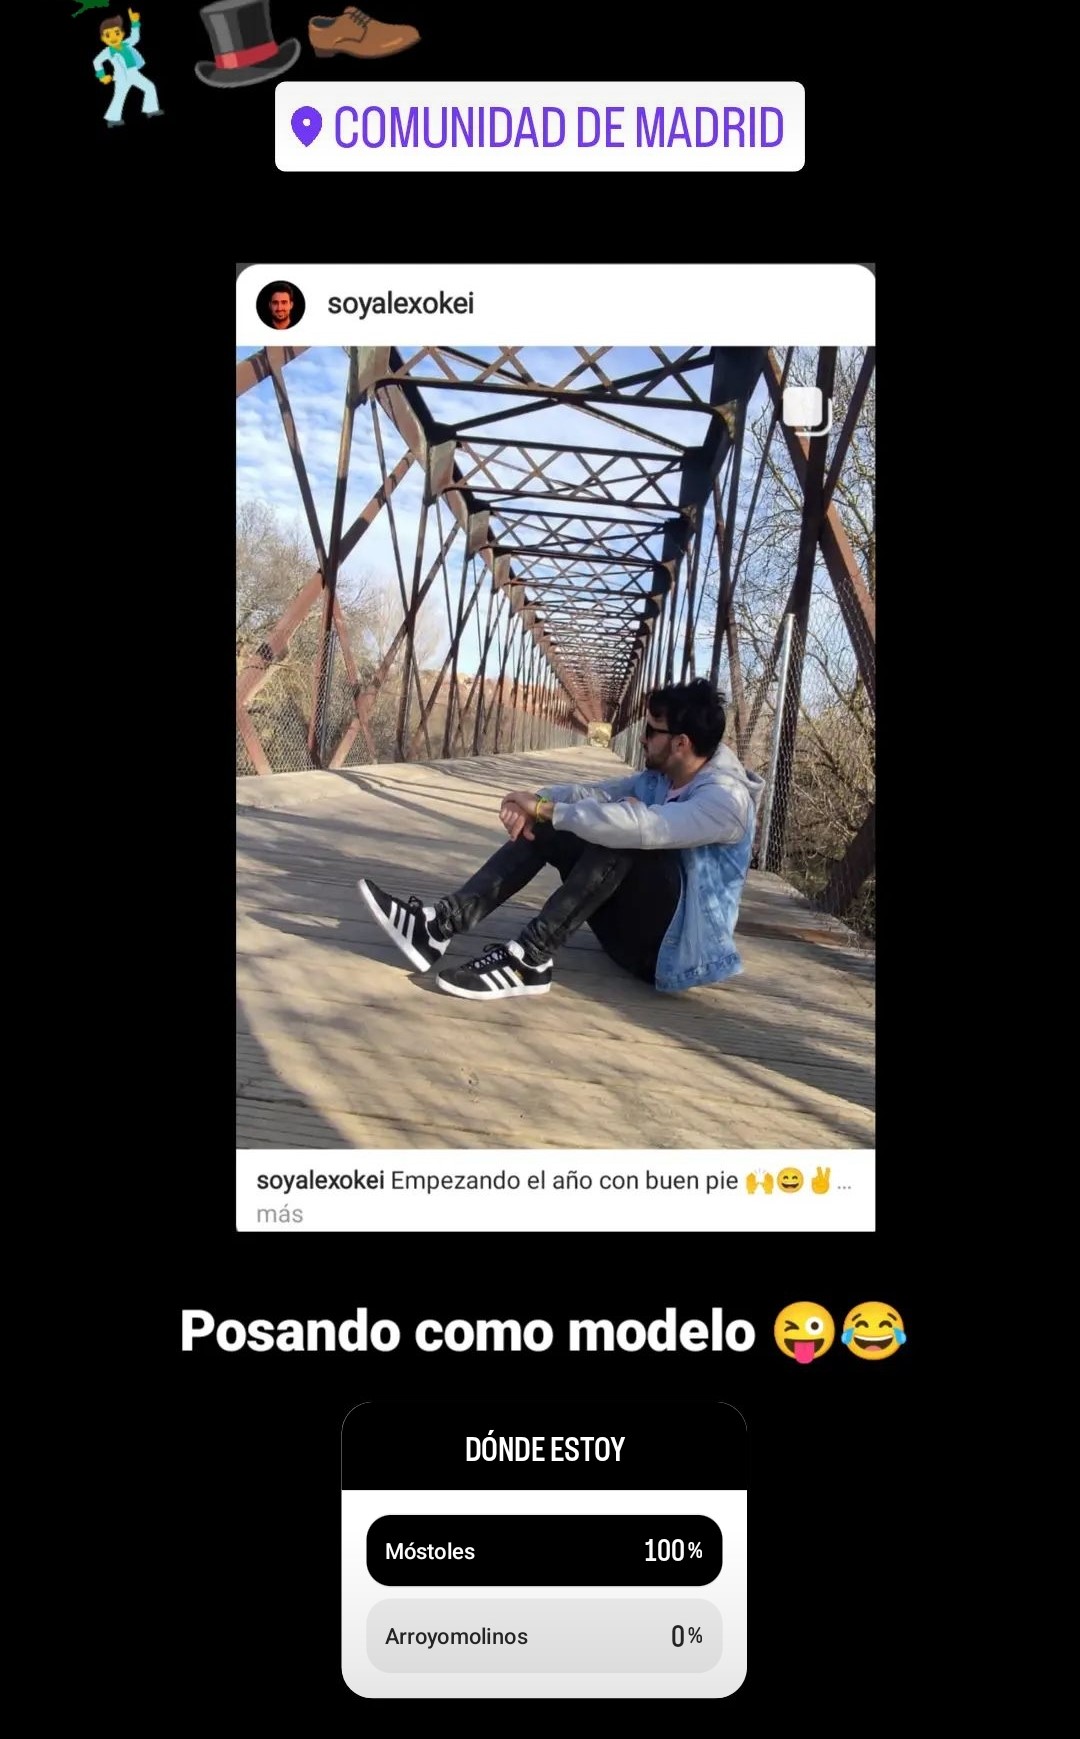 COMUNIDAD DE MADRID
soyalexokei
soyalexokei Empezando el año con buen pie 🙌😄✌️...
más
Posando como modelo 😜😂
DÓNDE ESTOY
Móstoles 100%
Arroyomolinos 0%